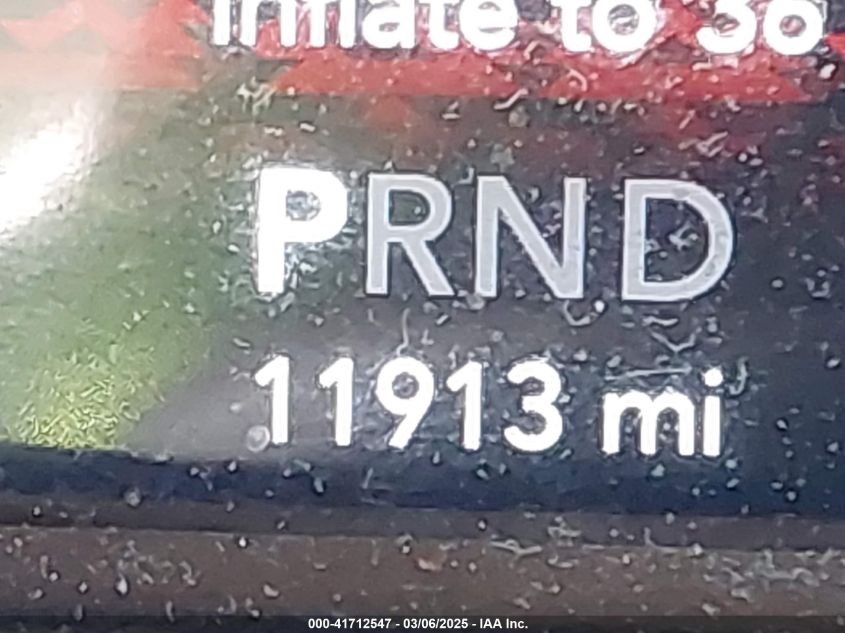 Inflate to 36
PRND
11913 mi
000-41712547 - 03/06/2025 - IAA Inc.